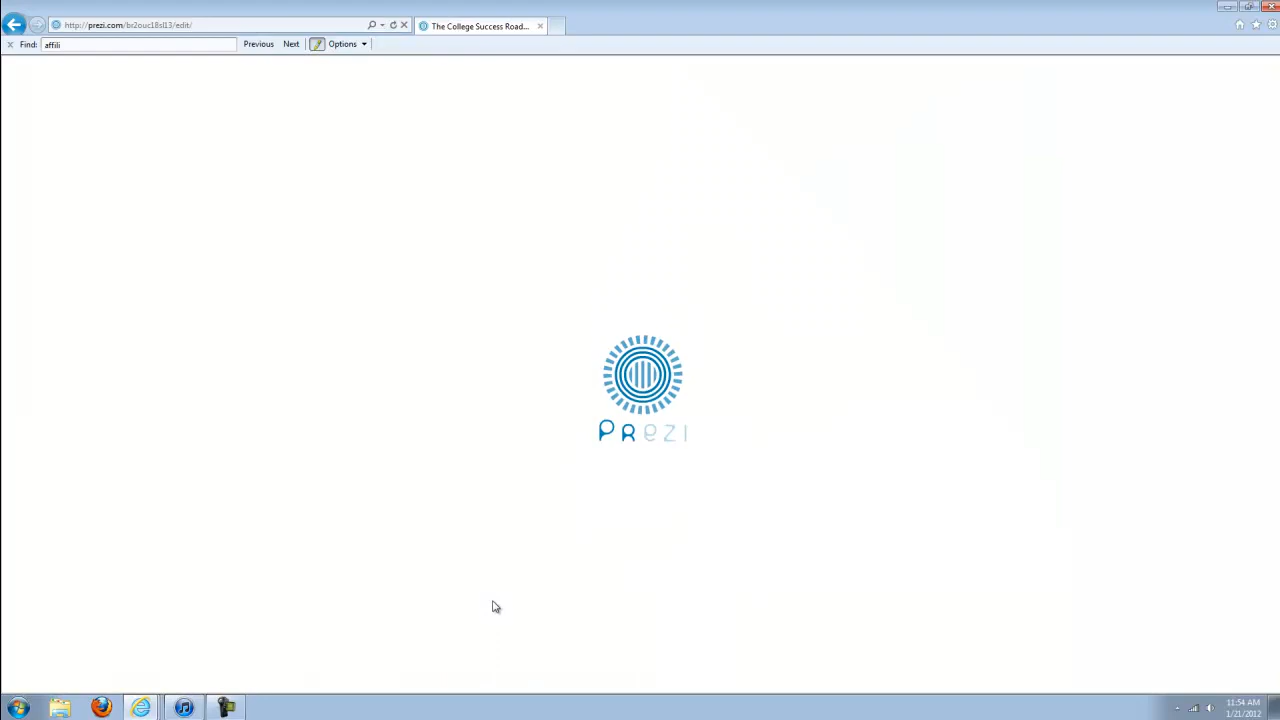 http://prezi.com/br2ouc18sl13/edit/
The College Success Road...
Find: affili Previous Next Options
PREZI
11:54 AM
1/21/2012